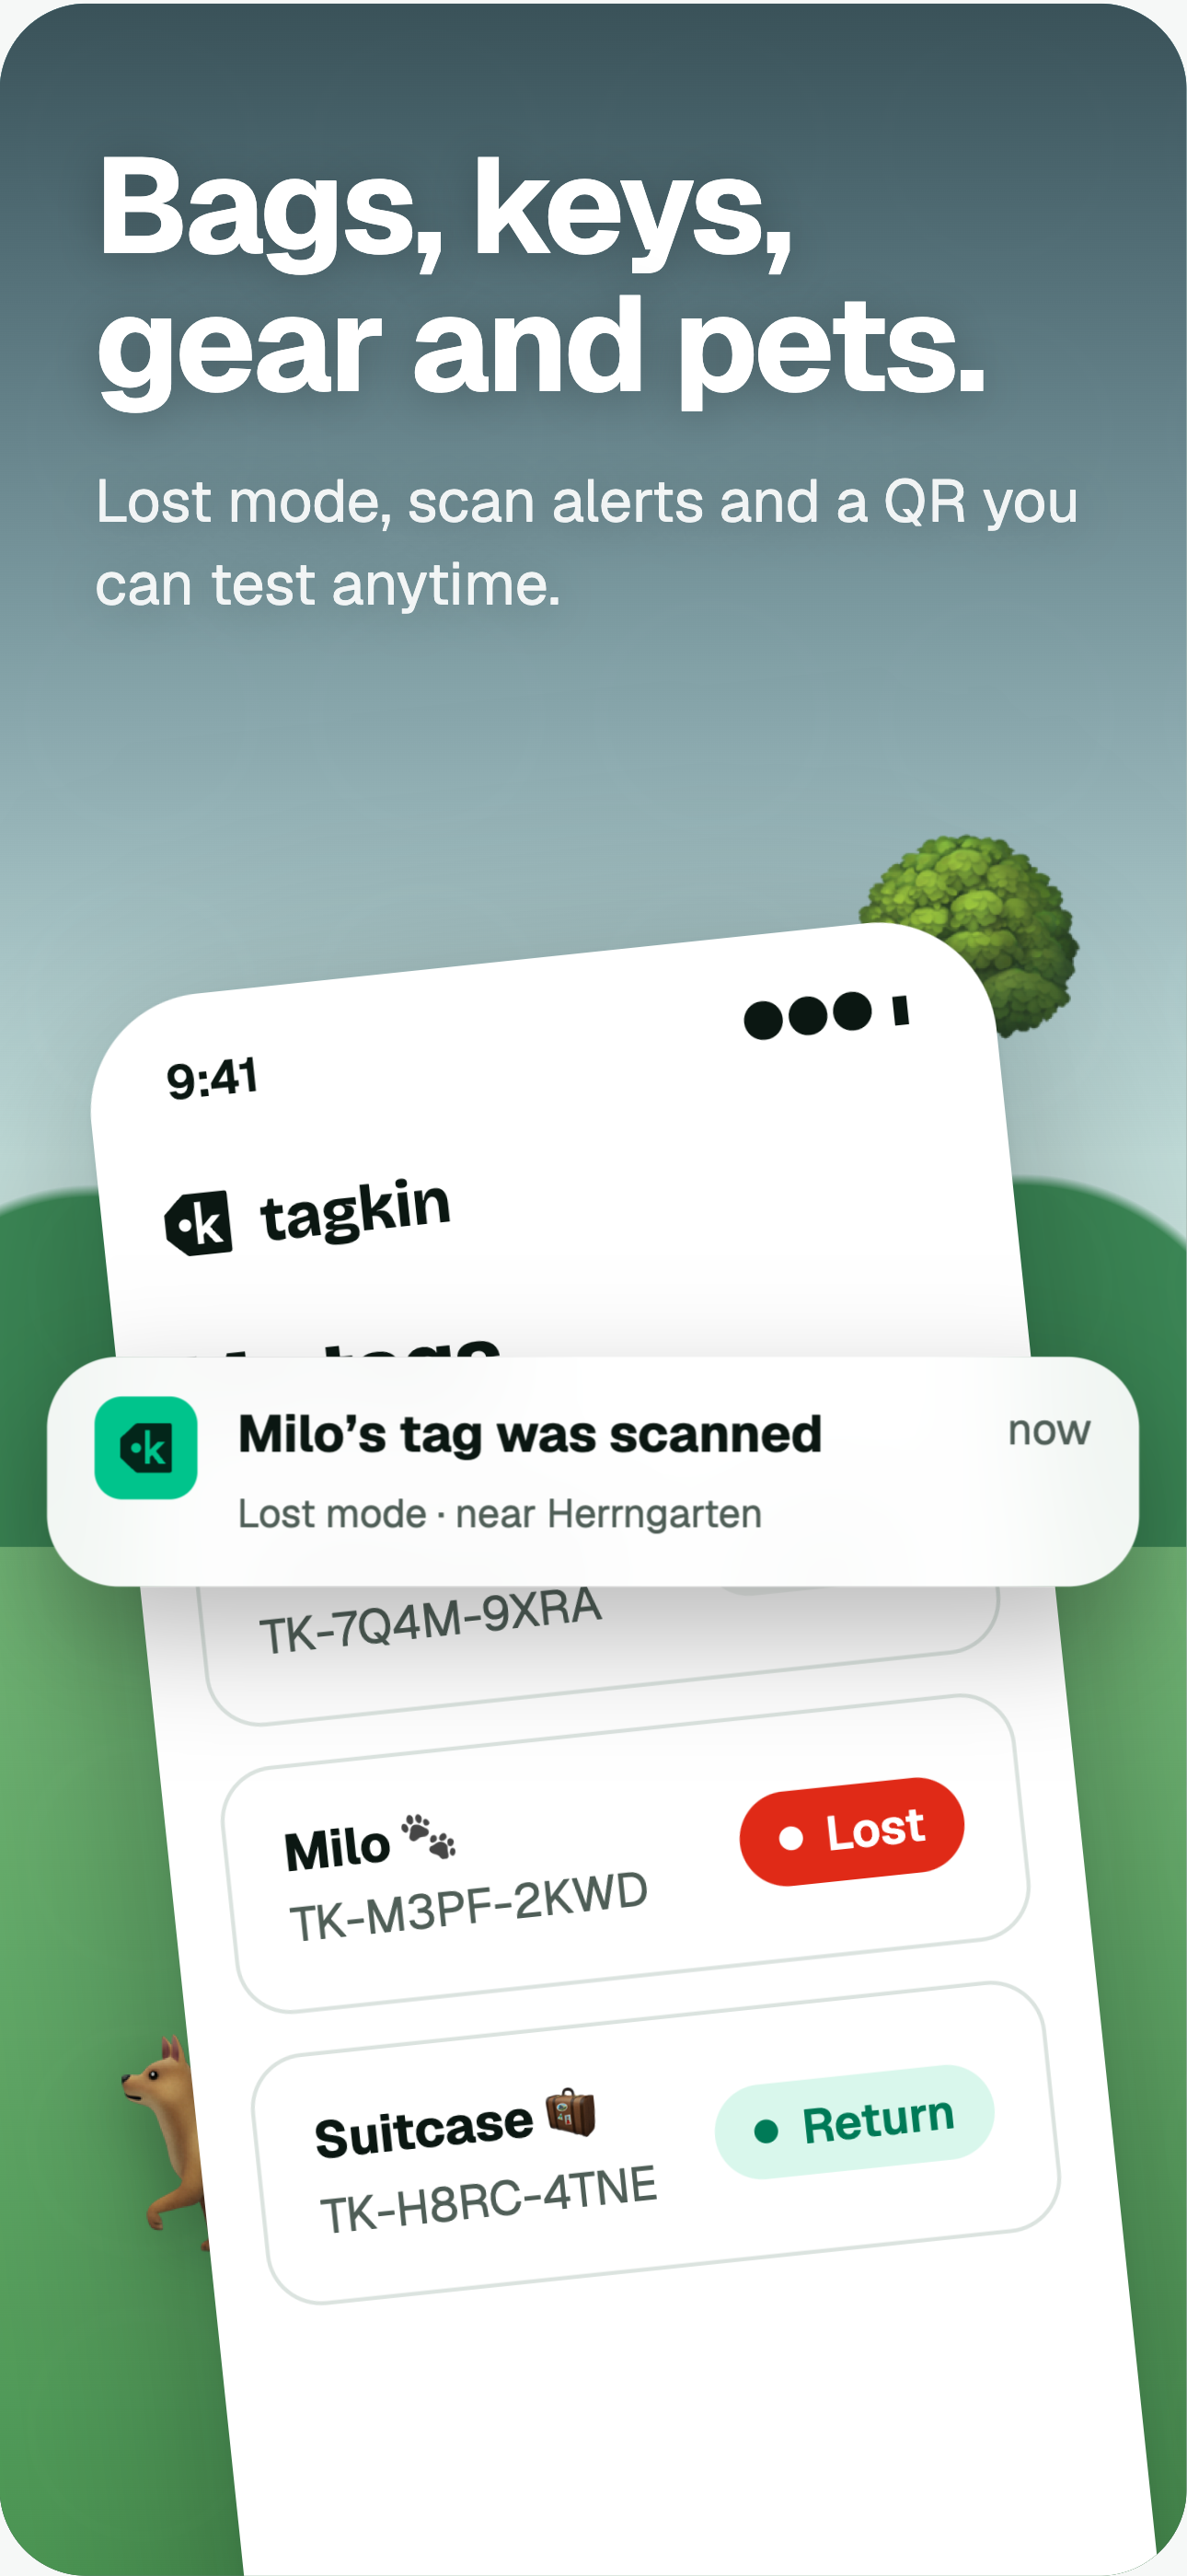 Bags, keys,
gear and pets.
Lost mode, scan alerts and a QR you
can test anytime.
9:41
k tagkin
k
Milo’s tag was scanned
now
Lost mode · near Herrngarten
TK-7Q4M-9XRA
Milo
Lost
TK-M3PF-2KWD
Suitcase
Return
TK-H8RC-4TNE